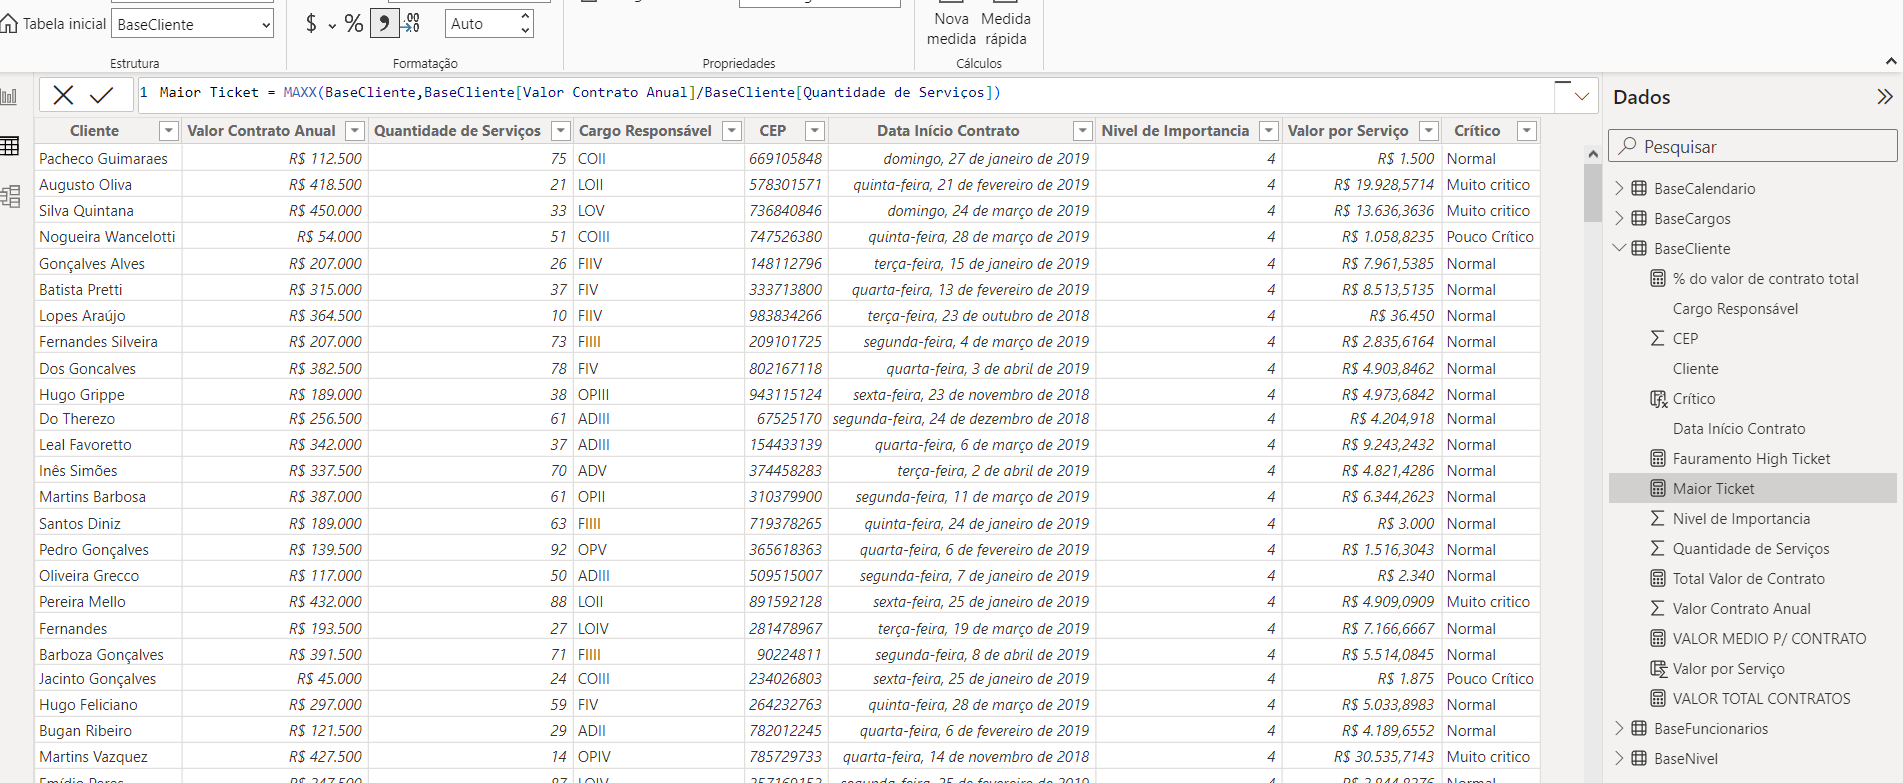 Tabela inicial BaseCliente $ % Auto Nova medida Medida rápida
Estrutura Formatação Propriedades Cálculos
1 Maior Ticket = MAXX(BaseCliente,BaseCliente[Valor Contrato Anual]/BaseCliente[Quantidade de Serviços])
Cliente Valor Contrato Anual Quantidade de Serviços Cargo Responsável CEP Data Início Contrato Nivel de Importancia Valor por Serviço Crítico
Pacheco Guimaraes R$ 112.500 75 COII 669105848 domingo, 27 de janeiro de 2019 4 R$ 1.500 Normal
Augusto Oliva R$ 418.500 21 LOII 578301571 quinta-feira, 21 de fevereiro de 2019 4 R$ 19.928,5714 Muito critico
Silva Quintana R$ 450.000 33 LOV 736840846 domingo, 24 de março de 2019 4 R$ 13.636,3636 Muito critico
Nogueira Wancelotti R$ 54.000 51 COIII 747526380 quinta-feira, 28 de março de 2019 4 R$ 1.058,8235 Pouco Crítico
Gonçalves Alves R$ 207.000 26 FIIV 148112796 terça-feira, 15 de janeiro de 2019 4 R$ 7.961,5385 Normal
Batista Pretti R$ 315.000 37 FIV 333713800 quarta-feira, 13 de fevereiro de 2019 4 R$ 8.513,5135 Normal
Lopes Araújo R$ 364.500 10 FIIV 983834266 terça-feira, 23 de outubro de 2018 4 R$ 36.450 Normal
Fernandes Silveira R$ 207.000 73 FIIII 209101725 segunda-feira, 4 de março de 2019 4 R$ 2.835,6164 Normal
Dos Goncalves R$ 382.500 78 FIV 802167118 quarta-feira, 3 de abril de 2019 4 R$ 4.903,8462 Normal
Hugo Grippe R$ 189.000 38 OPIII 943115124 sexta-feira, 23 de novembro de 2018 4 R$ 4.973,6842 Normal
Do Therezo R$ 256.500 61 ADIII 67525170 segunda-feira, 24 de dezembro de 2018 4 R$ 4.204,918 Normal
Leal Favoretto R$ 342.000 37 ADIII 154433139 quarta-feira, 6 de março de 2019 4 R$ 9.243,2432 Normal
Inês Simões R$ 337.500 70 ADV 374458283 terça-feira, 2 de abril de 2019 4 R$ 4.821,4286 Normal
Martins Barbosa R$ 387.000 61 OPII 310379900 segunda-feira, 11 de março de 2019 4 R$ 6.344,2623 Normal
Santos Diniz R$ 189.000 63 FIIII 719378265 quinta-feira, 24 de janeiro de 2019 4 R$ 3.000 Normal
Pedro Gonçalves R$ 139.500 92 OPV 365618363 quarta-feira, 6 de fevereiro de 2019 4 R$ 1.516,3043 Normal
Oliveira Grecco R$ 117.000 50 ADIII 509515007 segunda-feira, 7 de janeiro de 2019 4 R$ 2.340 Normal
Pereira Mello R$ 432.000 88 LOII 891592128 sexta-feira, 25 de janeiro de 2019 4 R$ 4.909,0909 Muito critico
Fernandes R$ 193.500 27 LOIV 281478967 terça-feira, 19 de março de 2019 4 R$ 7.166,6667 Normal
Barboza Gonçalves R$ 391.500 71 FIIII 90224811 segunda-feira, 8 de abril de 2019 4 R$ 5.514,0845 Normal
Jacinto Gonçalves R$ 45.000 24 COIII 234026803 sexta-feira, 25 de janeiro de 2019 4 R$ 1.875 Pouco Crítico
Hugo Feliciano R$ 297.000 59 FIV 264232763 quinta-feira, 28 de março de 2019 4 R$ 5.033,8983 Normal
Bugan Ribeiro R$ 121.500 29 ADII 782012245 quarta-feira, 6 de fevereiro de 2019 4 R$ 4.189,6552 Normal
Martins Vazquez R$ 427.500 14 OPIV 785729733 quarta-feira, 14 de novembro de 2018 4 R$ 30.535,7143 Muito critico
Dados
Pesquisar
BaseCalendario
BaseCargos
BaseCliente
% do valor de contrato total
Cargo Responsável
CEP
Cliente
Crítico
Data Início Contrato
Fauramento High Ticket
Maior Ticket
Nivel de Importancia
Quantidade de Serviços
Total Valor de Contrato
Valor Contrato Anual
VALOR MEDIO P/ CONTRATO
Valor por Serviço
VALOR TOTAL CONTRATOS
BaseFuncionarios
BaseNivel